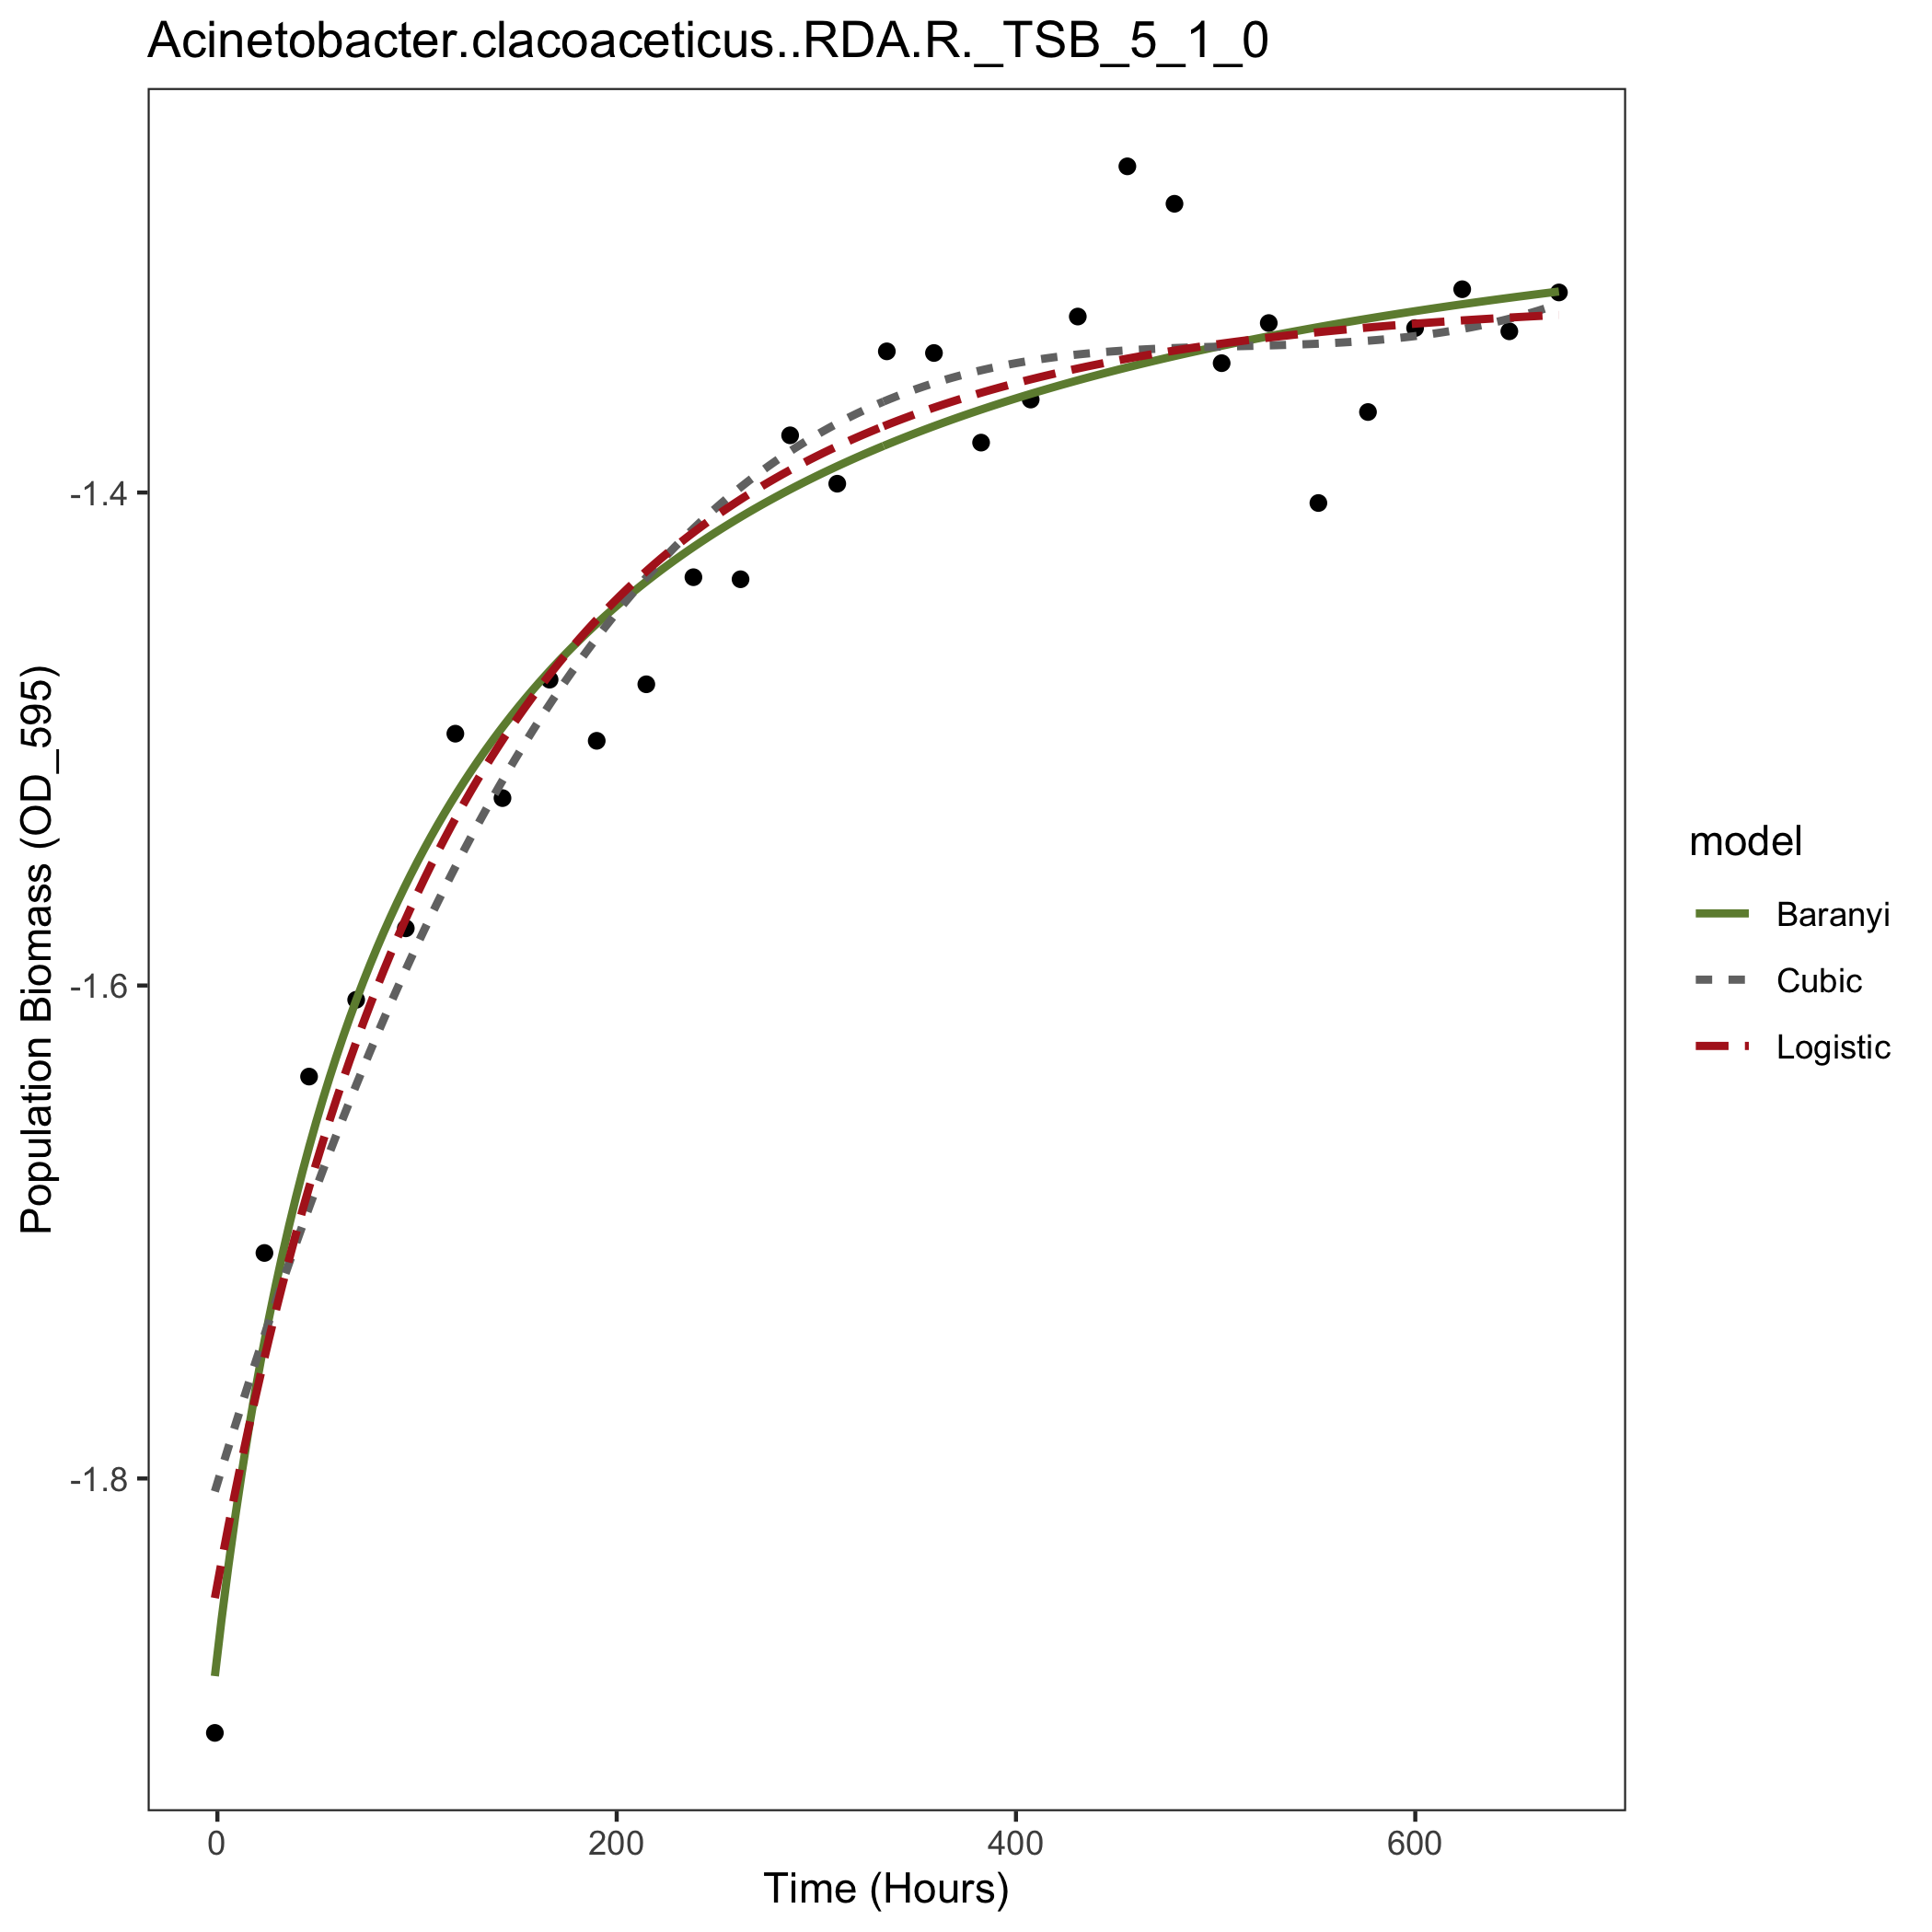 Acinetobacter.clacoaceticus..RDA.R._TSB_5_1_0
Population Biomass (OD_595)
-1.4
-1.6
-1.8
0
200
400
600
Time (Hours)
model
Baranyi
Cubic
Logistic